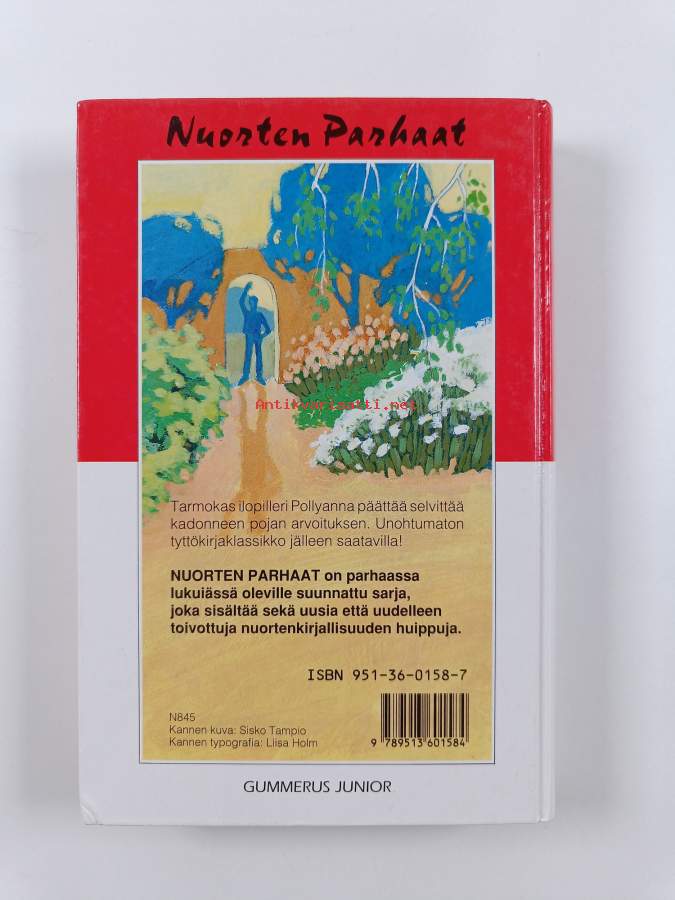 Nuorten Parhaat
Antikvariaatti.net
Tarmokas ilopilleri Pollyanna päättää selvittää
kadonneen pojan arvoituksen. Unohtumaton
tyttökirjaklassikko jälleen saatavilla!
NUORTEN PARHAAT on parhaassa
lukuiässä oleville suunnattu sarja,
joka sisältää sekä uusia että uudelleen
toivottuja nuortenkirjallisuuden huippuja.
ISBN 951-36-0158-7
N845
Kannen kuva: Sisko Tampio
Kannen typografia: Liisa Holm
9 789513 601584
GUMMERUS JUNIOR